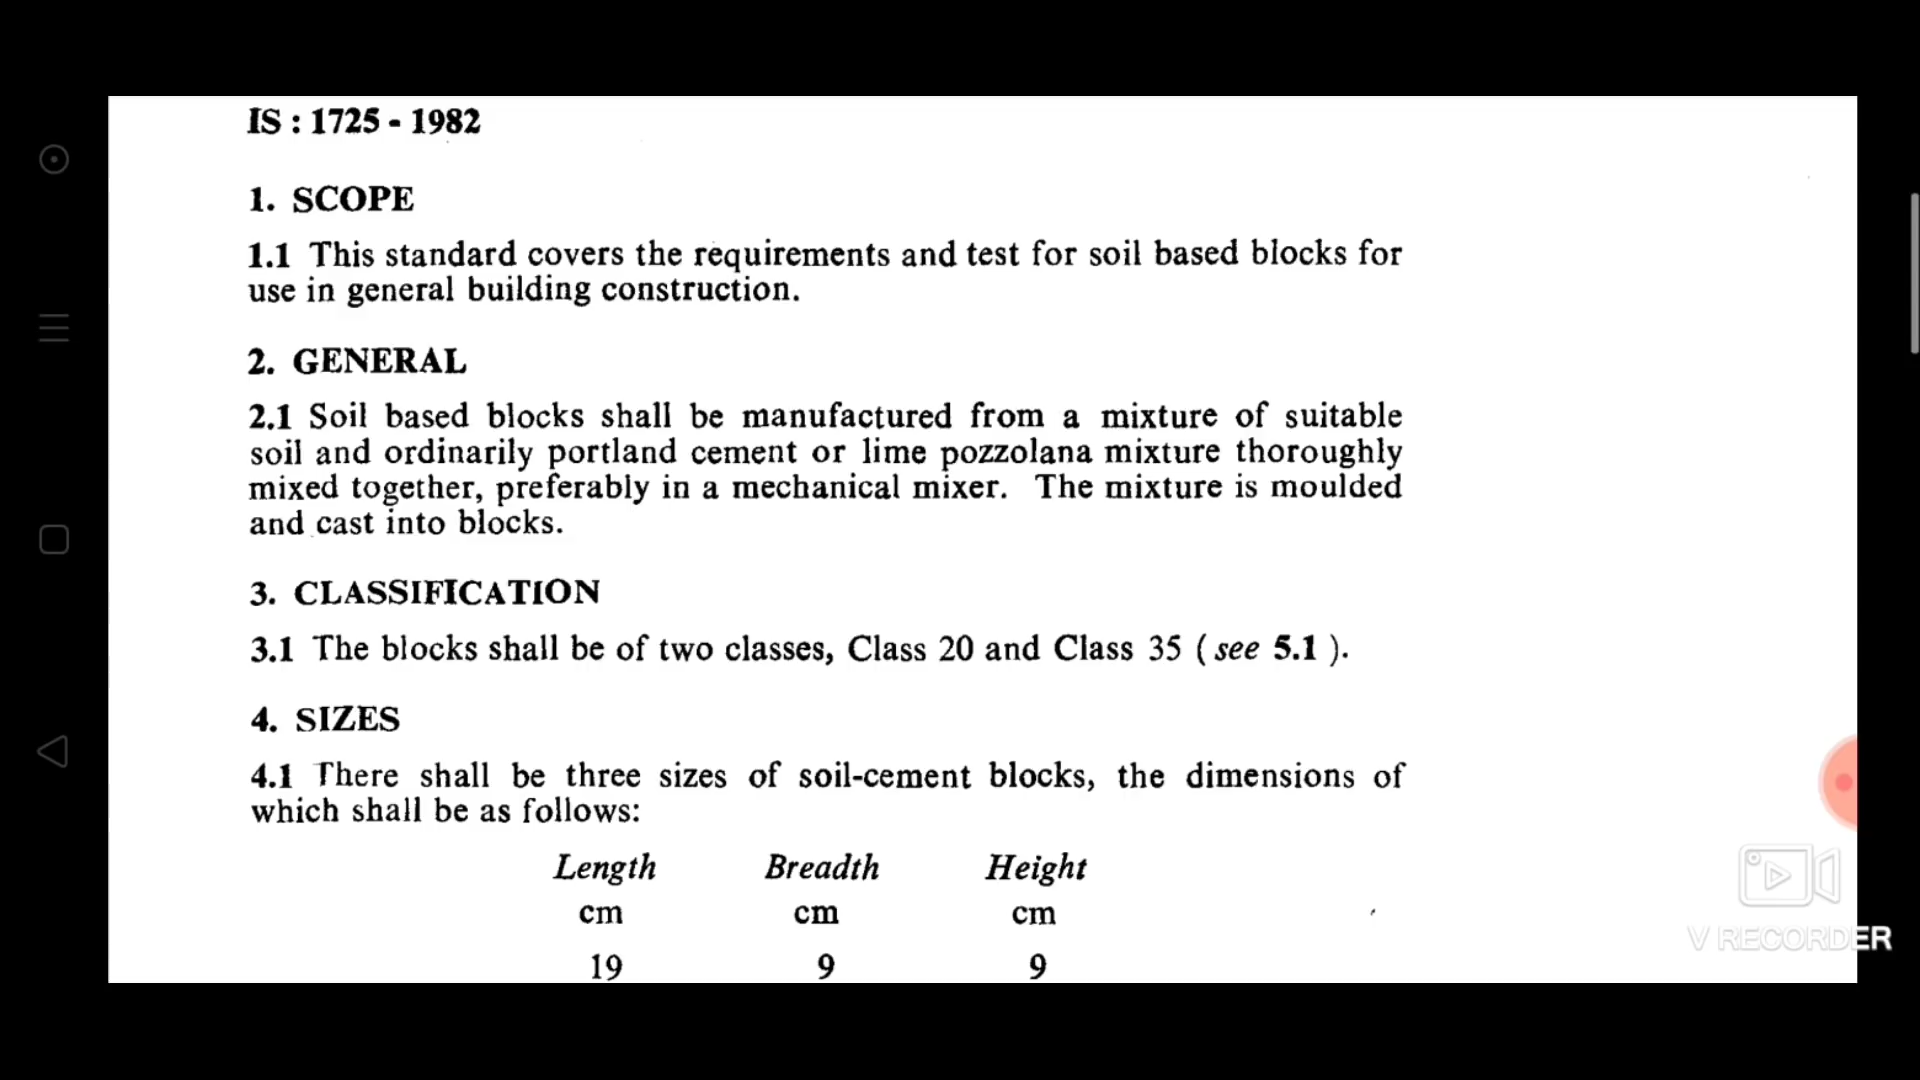 IS : 1725 - 1982
1. SCOPE
1.1 This standard covers the requirements and test for soil based blocks for
use in general building construction.
2. GENERAL
2.1 Soil based blocks shall be manufactured from a mixture of suitable
soil and ordinarily portland cement or lime pozzolana mixture thoroughly
mixed together, preferably in a mechanical mixer. The mixture is moulded
and cast into blocks.
3. CLASSIFICATION
3.1 The blocks shall be of two classes, Class 20 and Class 35 ( see 5.1 ).
4. SIZES
4.1 There shall be three sizes of soil-cement blocks, the dimensions of
which shall be as follows:
Length Breadth Height
cm cm cm
19 9 9
V RECORDER